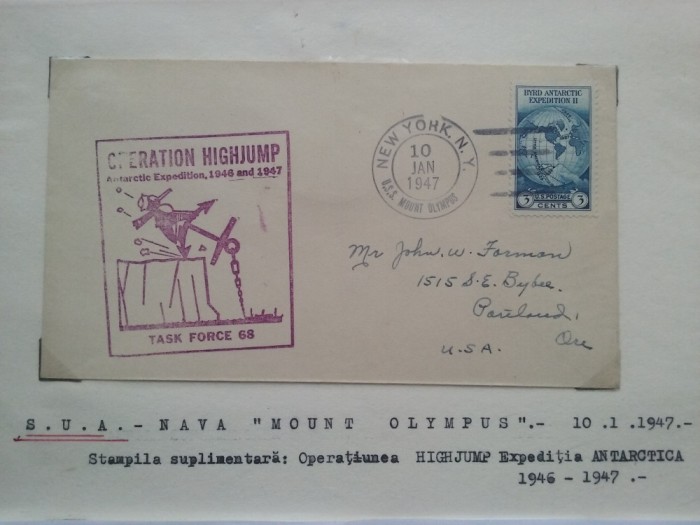 OPERATION HIGHJUMP
Antarctic Expedition, 1946 and 1947
TASK FORCE 68
NEW YORK, N.Y.
10
JAN
1947
U.S.S. MOUNT OLYMPUS
BYRD ANTARCTIC
EXPEDITION II
U.S. POSTAGE
3 CENTS 3
Mr John. W. Forman
1515 S.E. Bybee.
Portland,
Ore
U.S.A.
S.U.A.- NAVA "MOUNT OLYMPUS".- 10.1.1947.-
Stampila suplimentară: Operațiunea HIGHJUMP Expediția ANTARCTICA
1946 - 1947 .-